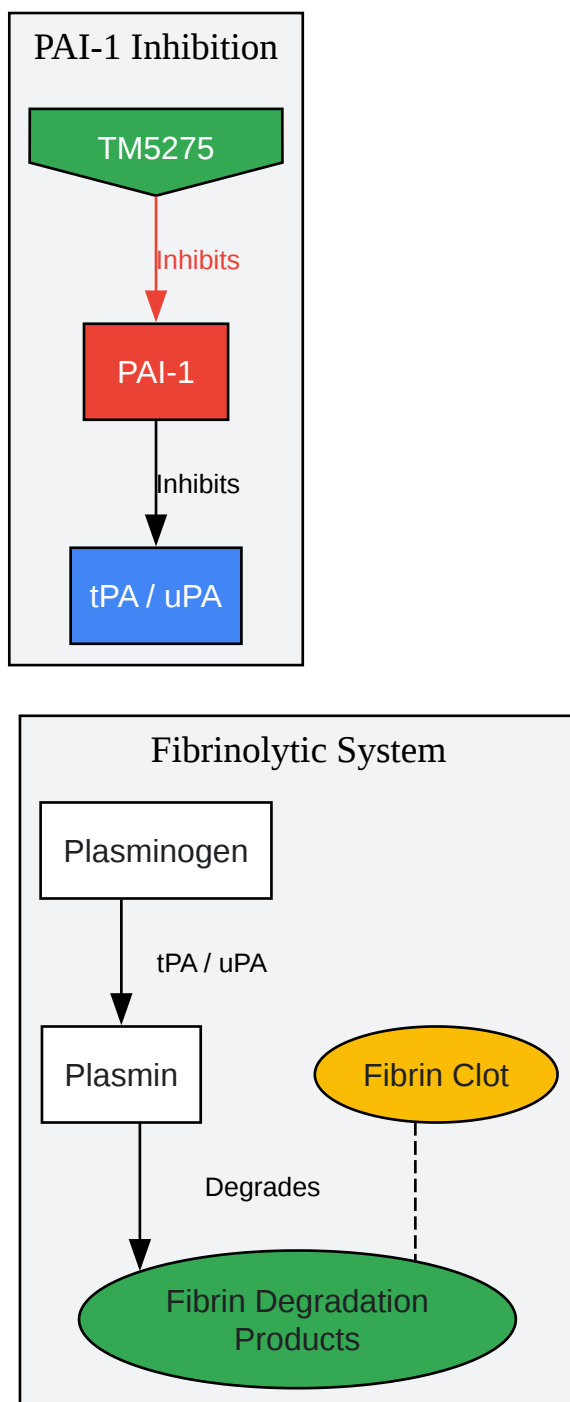 PAI-1 Inhibition
TM5275
Inhibits
PAI-1
Inhibits
tPA / uPA
Fibrinolytic System
Plasminogen
tPA / uPA
Plasmin
Fibrin Clot
Degrades
Fibrin Degradation
Products